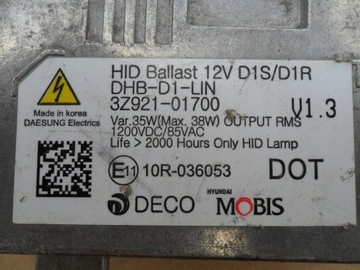 HID Ballast 12V D1S/D1R
DHB-D1-LIN
3Z921-01700
V1.3
Made in korea
DAESUNG Electrics
Var.35W(Max. 38W) OUTPUT RMS
1200VDC/85VAC
Life > 2000 Hours Only HID Lamp
E11 10R-036053
DOT
DECO
HYUNDAI
MOBIS